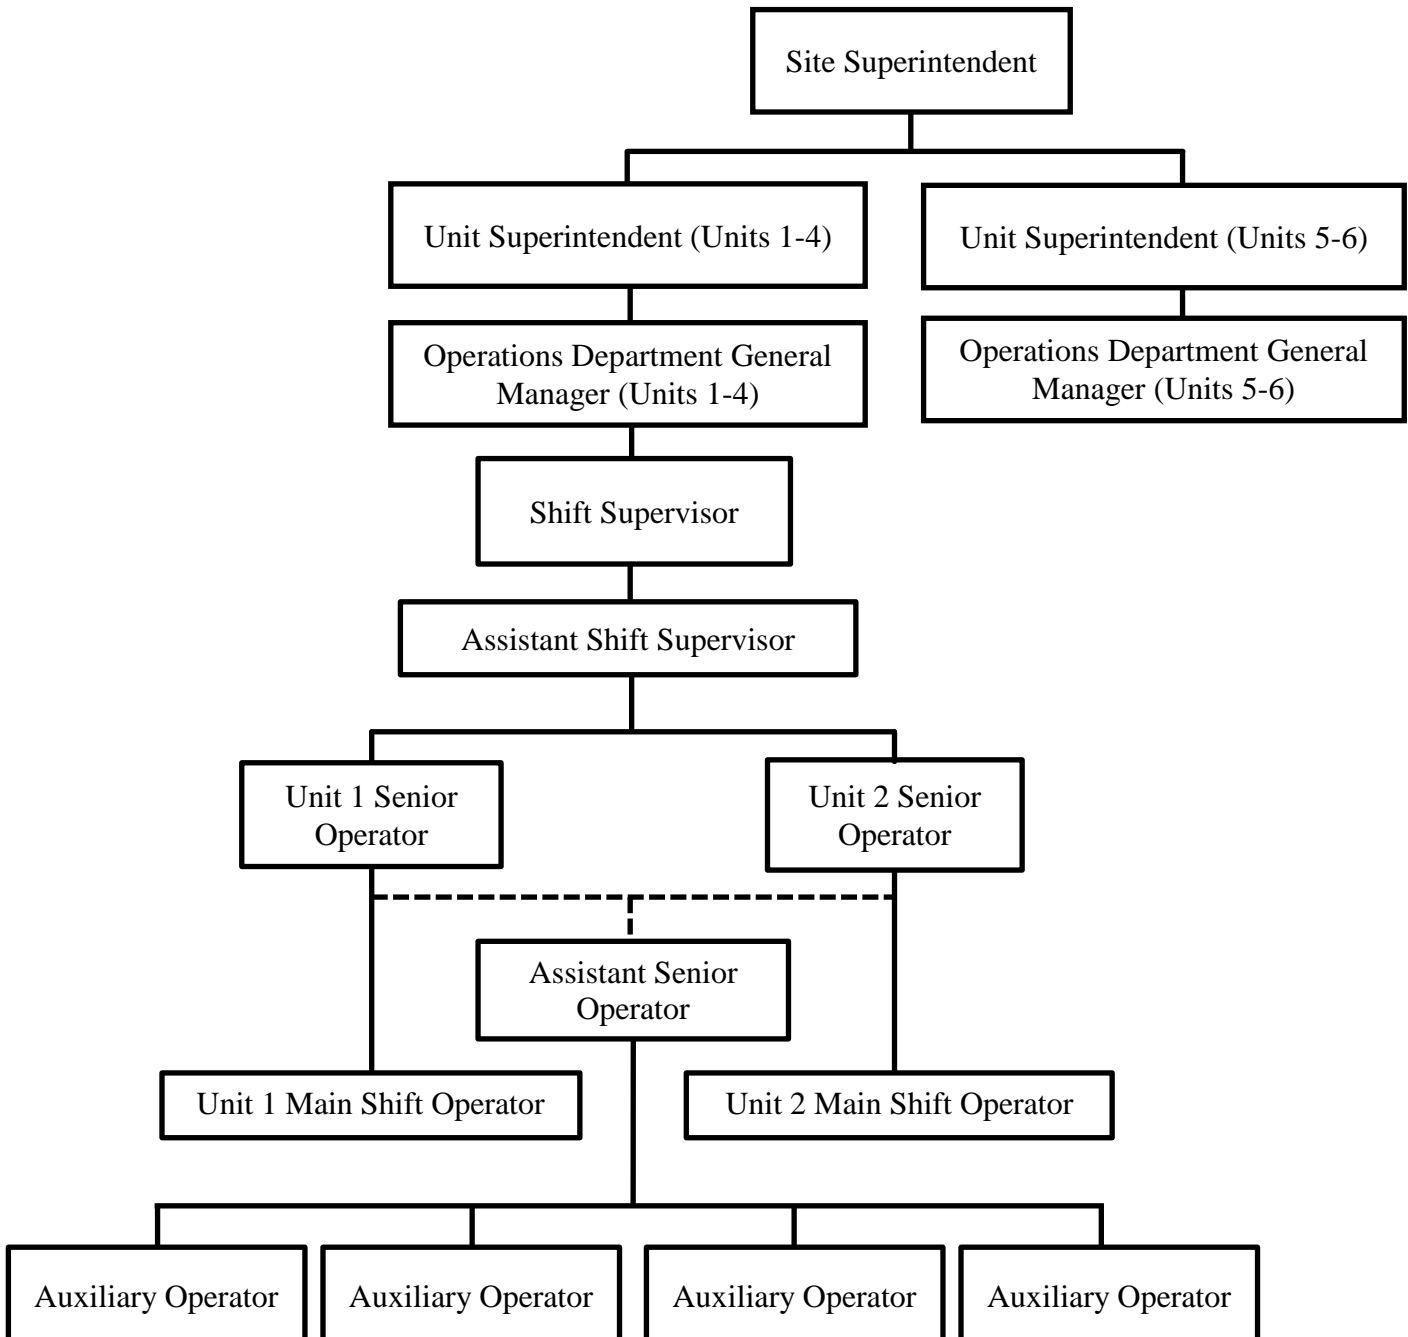 Site Superintendent
Unit Superintendent (Units 1-4)
Unit Superintendent (Units 5-6)
Operations Department General
Manager (Units 1-4)
Operations Department General
Manager (Units 5-6)
Shift Supervisor
Assistant Shift Supervisor
Unit 1 Senior
Operator
Unit 2 Senior
Operator
Assistant Senior
Operator
Unit 1 Main Shift Operator
Unit 2 Main Shift Operator
Auxiliary Operator
Auxiliary Operator
Auxiliary Operator
Auxiliary Operator